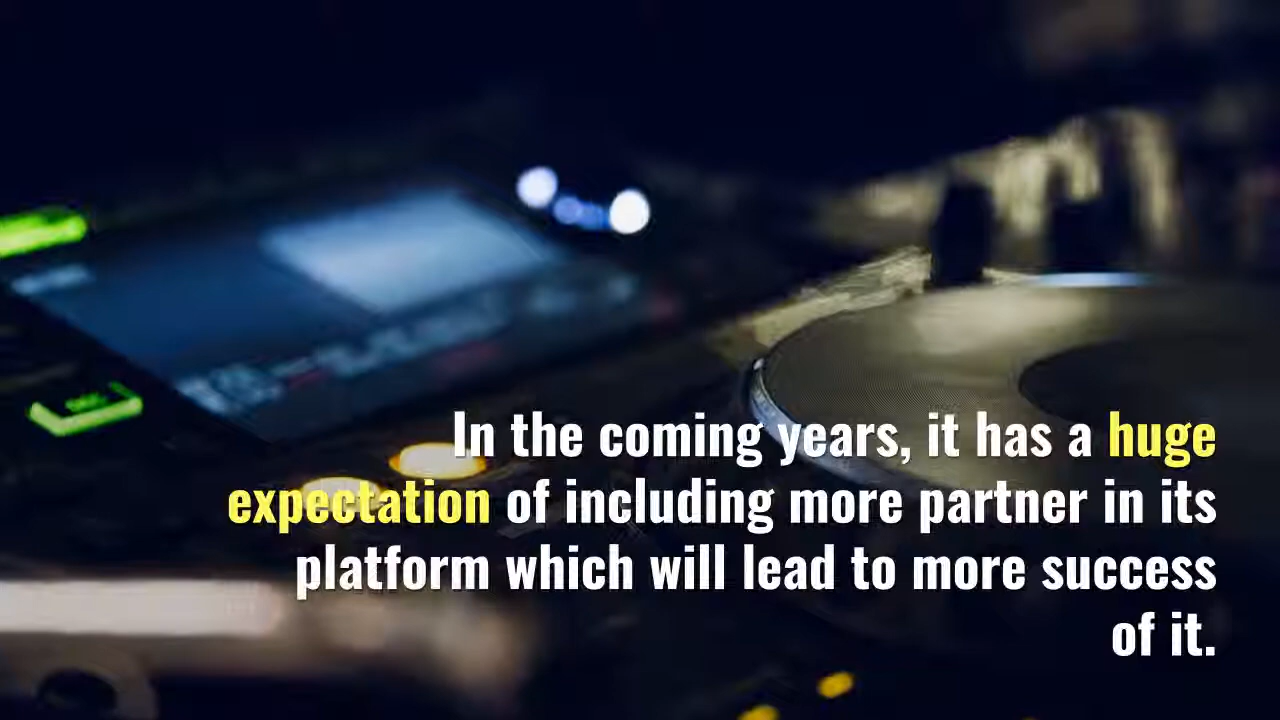 In the coming years, it has a huge
expectation of including more partner in its
platform which will lead to more success
of it.